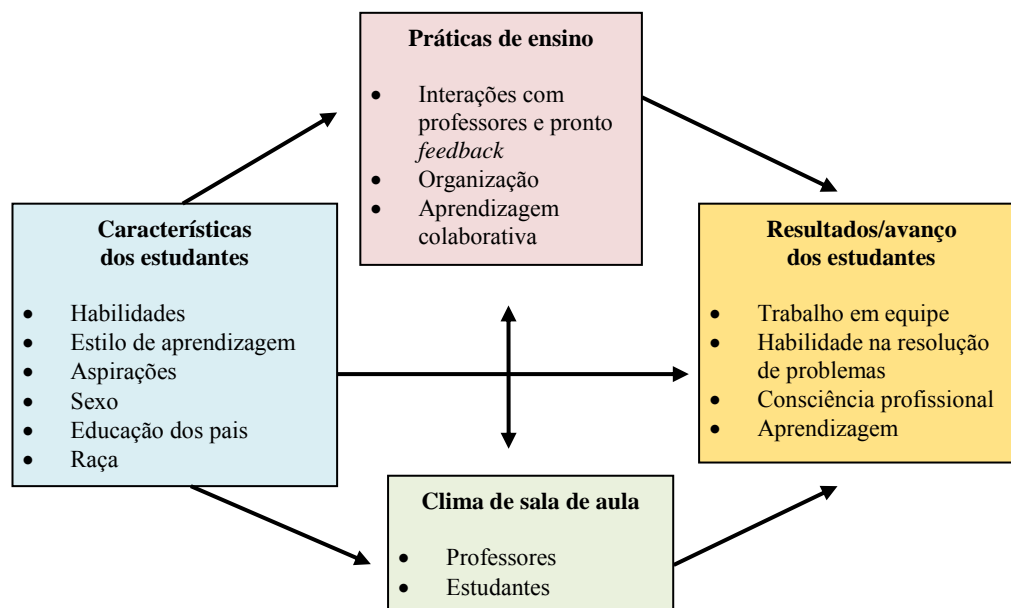 Práticas de ensino
• Interações com
professores e pronto
feedback
• Organização
• Aprendizagem
colaborativa
Características
dos estudantes
• Habilidades
• Estilo de aprendizagem
• Aspirações
• Sexo
• Educação dos pais
• Raça
Resultados/avanço
dos estudantes
• Trabalho em equipe
• Habilidade na resolução
de problemas
• Consciência profissional
• Aprendizagem
Clima de sala de aula
• Professores
• Estudantes